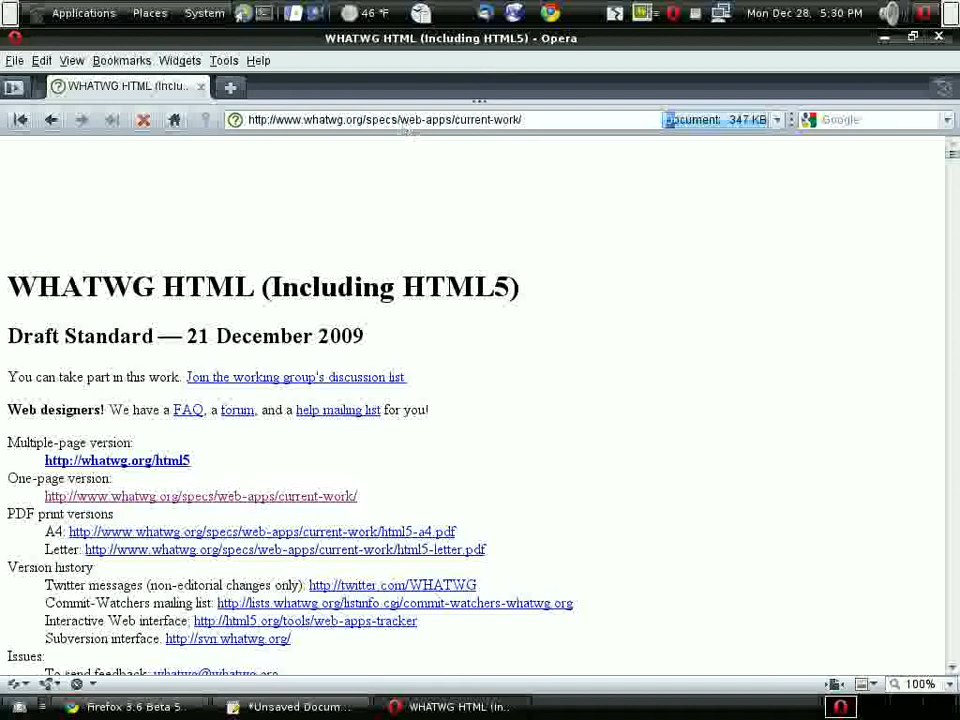 Applications Places System 46 °F Mon Dec 28, 5:30 PM
WHATWG HTML (Including HTML5) - Opera
File Edit View Bookmarks Widgets Tools Help
WHATWG HTML (Inclu...
http://www.whatwg.org/specs/web-apps/current-work/ ocument: 347 KB Google
WHATWG HTML (Including HTML5)
Draft Standard — 21 December 2009
You can take part in this work. Join the working group's discussion list
Web designers! We have a FAQ, a forum, and a help mailing list for you!
Multiple-page version:
http://whatwg.org/html5
One-page version:
http://www.whatwg.org/specs/web-apps/current-work/
PDF print versions
A4: http://www.whatwg.org/specs/web-apps/current-work/html5-a4.pdf
Letter: http://www.whatwg.org/specs/web-apps/current-work/html5-letter.pdf
Version history
Twitter messages (non-editorial changes only): http://twitter.com/WHATWG
Commit-Watchers mailing list: http://lists.whatwg.org/listinfo.cgi/commit-watchers-whatwg.org
Interactive Web interface: http://html5.org/tools/web-apps-tracker
Subversion interface: http://svn.whatwg.org/
Issues:
To send feedback: whatwg@whatwg.org
100%
Firefox 3.6 Beta 5... *Unsaved Docum... WHATWG HTML (In...